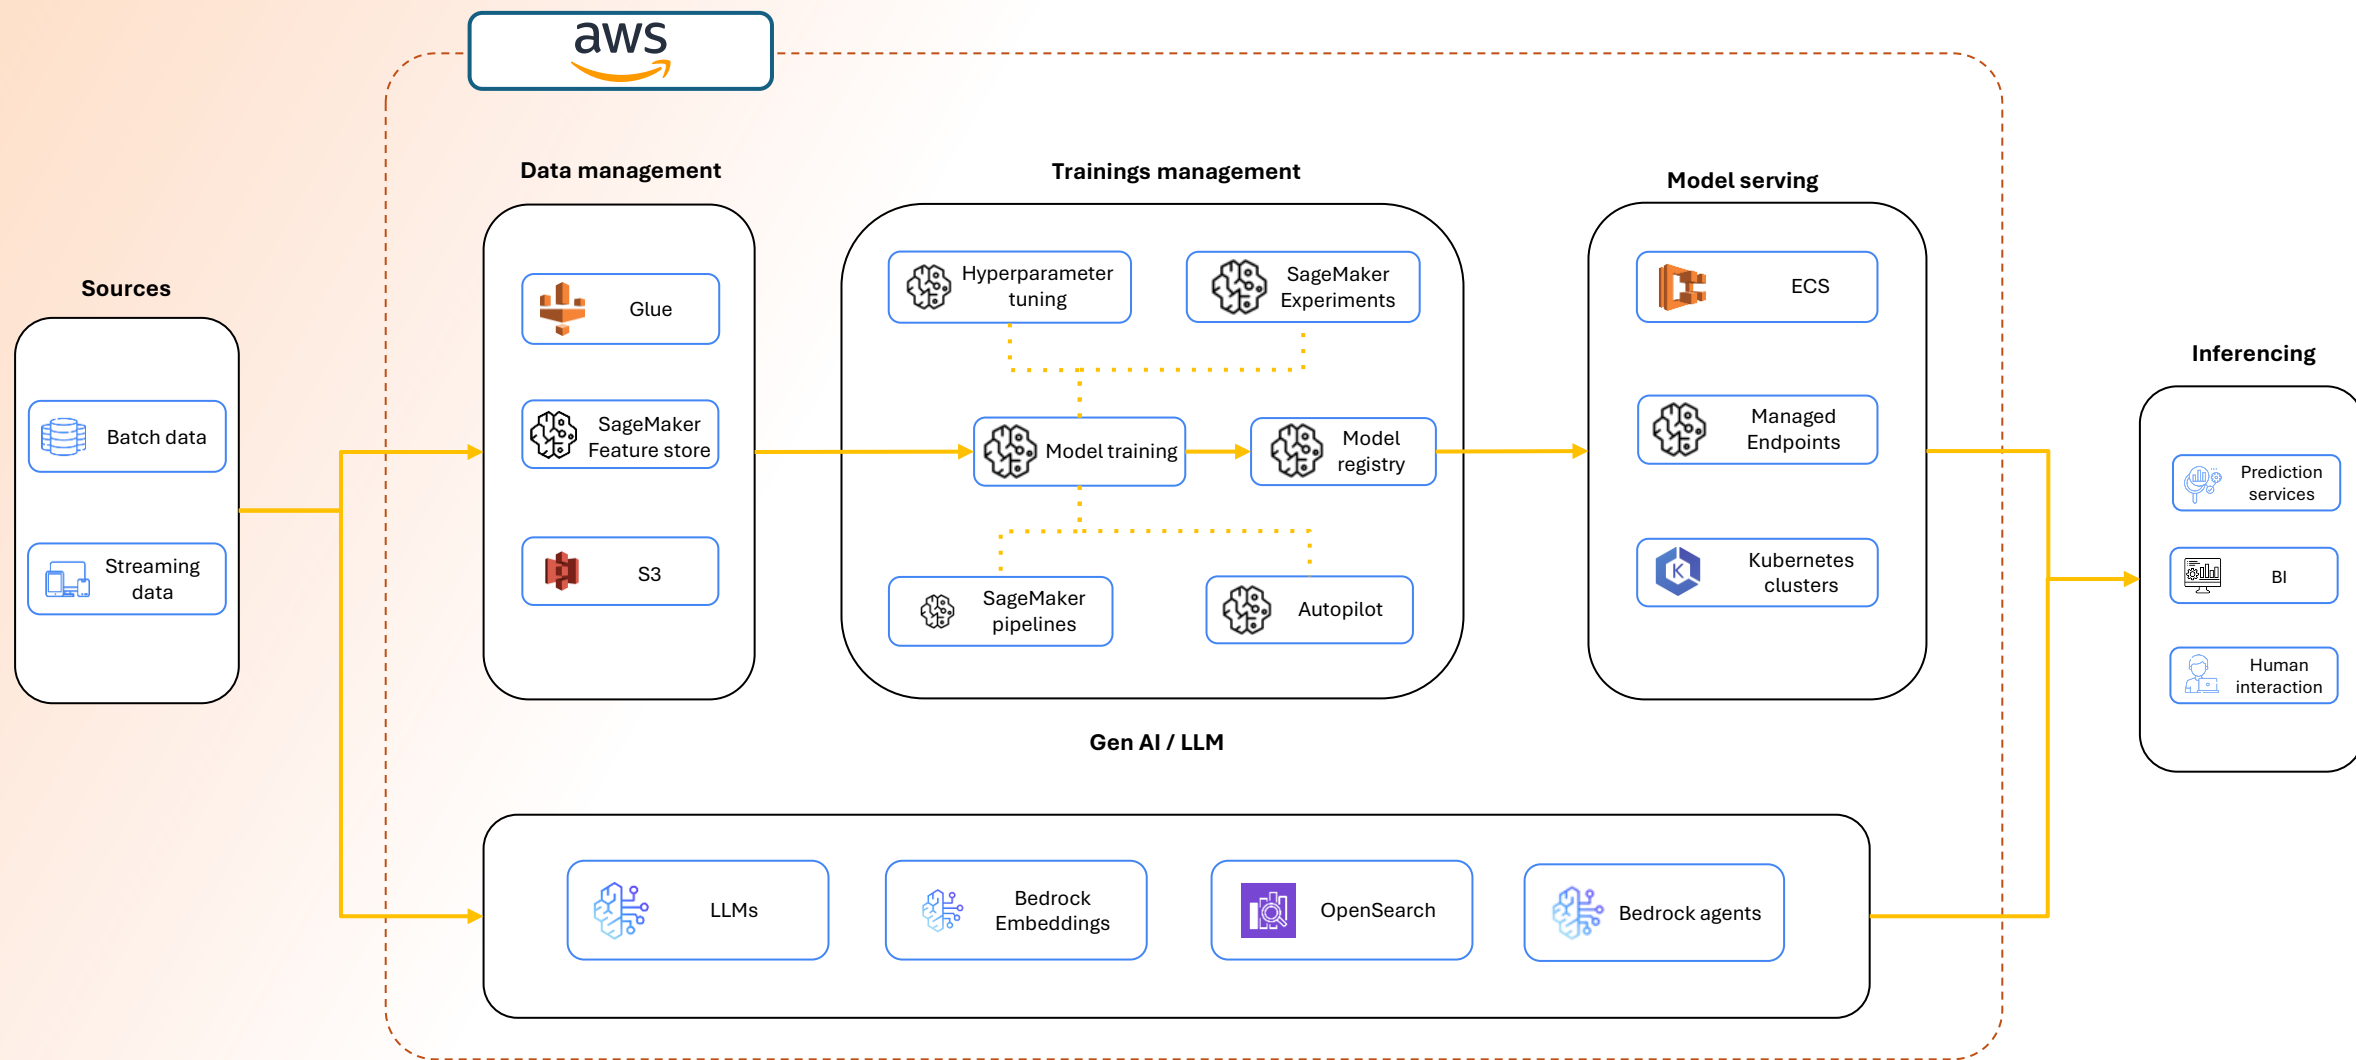 aws
Data management
Trainings management
Model serving
Sources
Inferencing
Batch data
Streaming
data
Glue
SageMaker
Feature store
S3
Hyperparameter
tuning
SageMaker
Experiments
Model training
Model
registry
SageMaker
pipelines
Autopilot
ECS
Managed
Endpoints
K
Kubernetes
clusters
Prediction
services
BI
Human
interaction
Gen AI / LLM
LLMs
Bedrock
Embeddings
OpenSearch
Bedrock agents